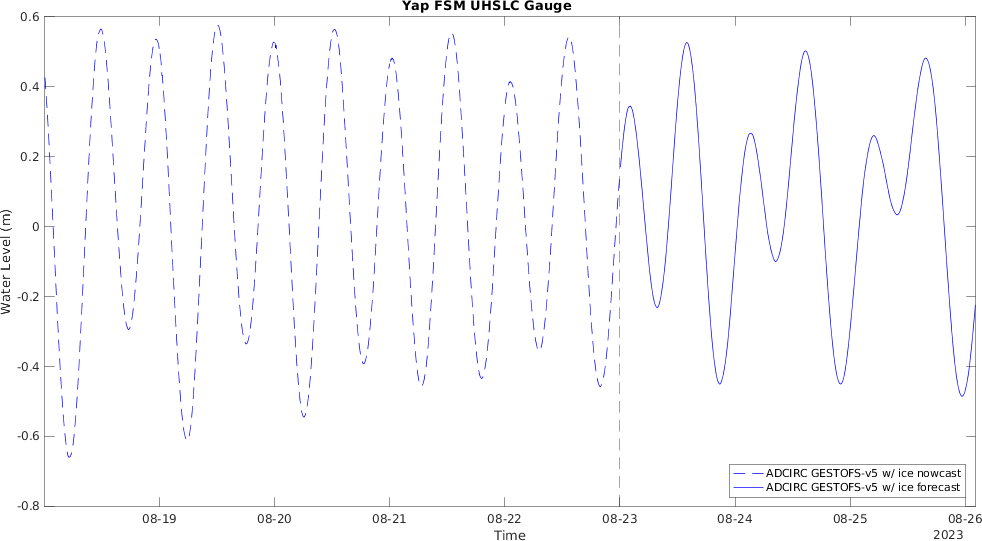 Yap FSM UHSLC Gauge
Water Level (m)
0.6
0.4
0.2
0
-0.2
-0.4
-0.6
-0.8
ADCIRC GESTOFS-v5 w/ ice nowcast
ADCIRC GESTOFS-v5 w/ ice forecast
08-19 08-20 08-21 08-22 08-23 08-24 08-25 08-26
Time
2023